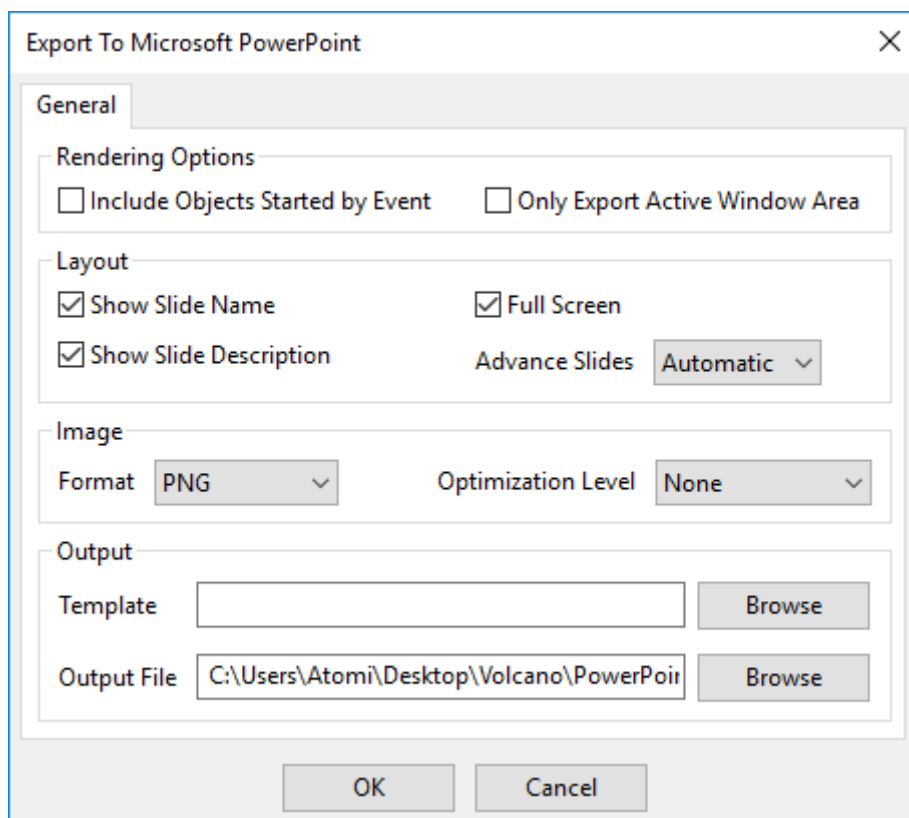 Export To Microsoft PowerPoint
General
Rendering Options
Include Objects Started by Event
Only Export Active Window Area
Layout
Show Slide Name
Full Screen
Show Slide Description
Advance Slides
Automatic
Image
Format
PNG
Optimization Level
None
Output
Template
Browse
Output File
C:\Users\Atomi\Desktop\Volcano\PowerPoin
Browse
OK
Cancel